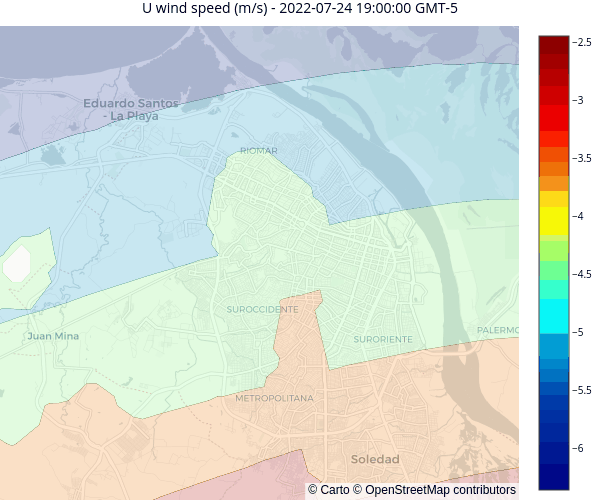 U wind speed (m/s) - 2022-07-24 19:00:00 GMT-5
−2.5
Eduardo Santos
- La Playa
−3
RIOMAR
−3.5
−4
−4.5
SUROCCIDENTE
PALERMO
−5
Juan Mina
SURORIENTE
−5.5
METROPOLITANA
−6
Soledad
© Carto © OpenStreetMap contributors